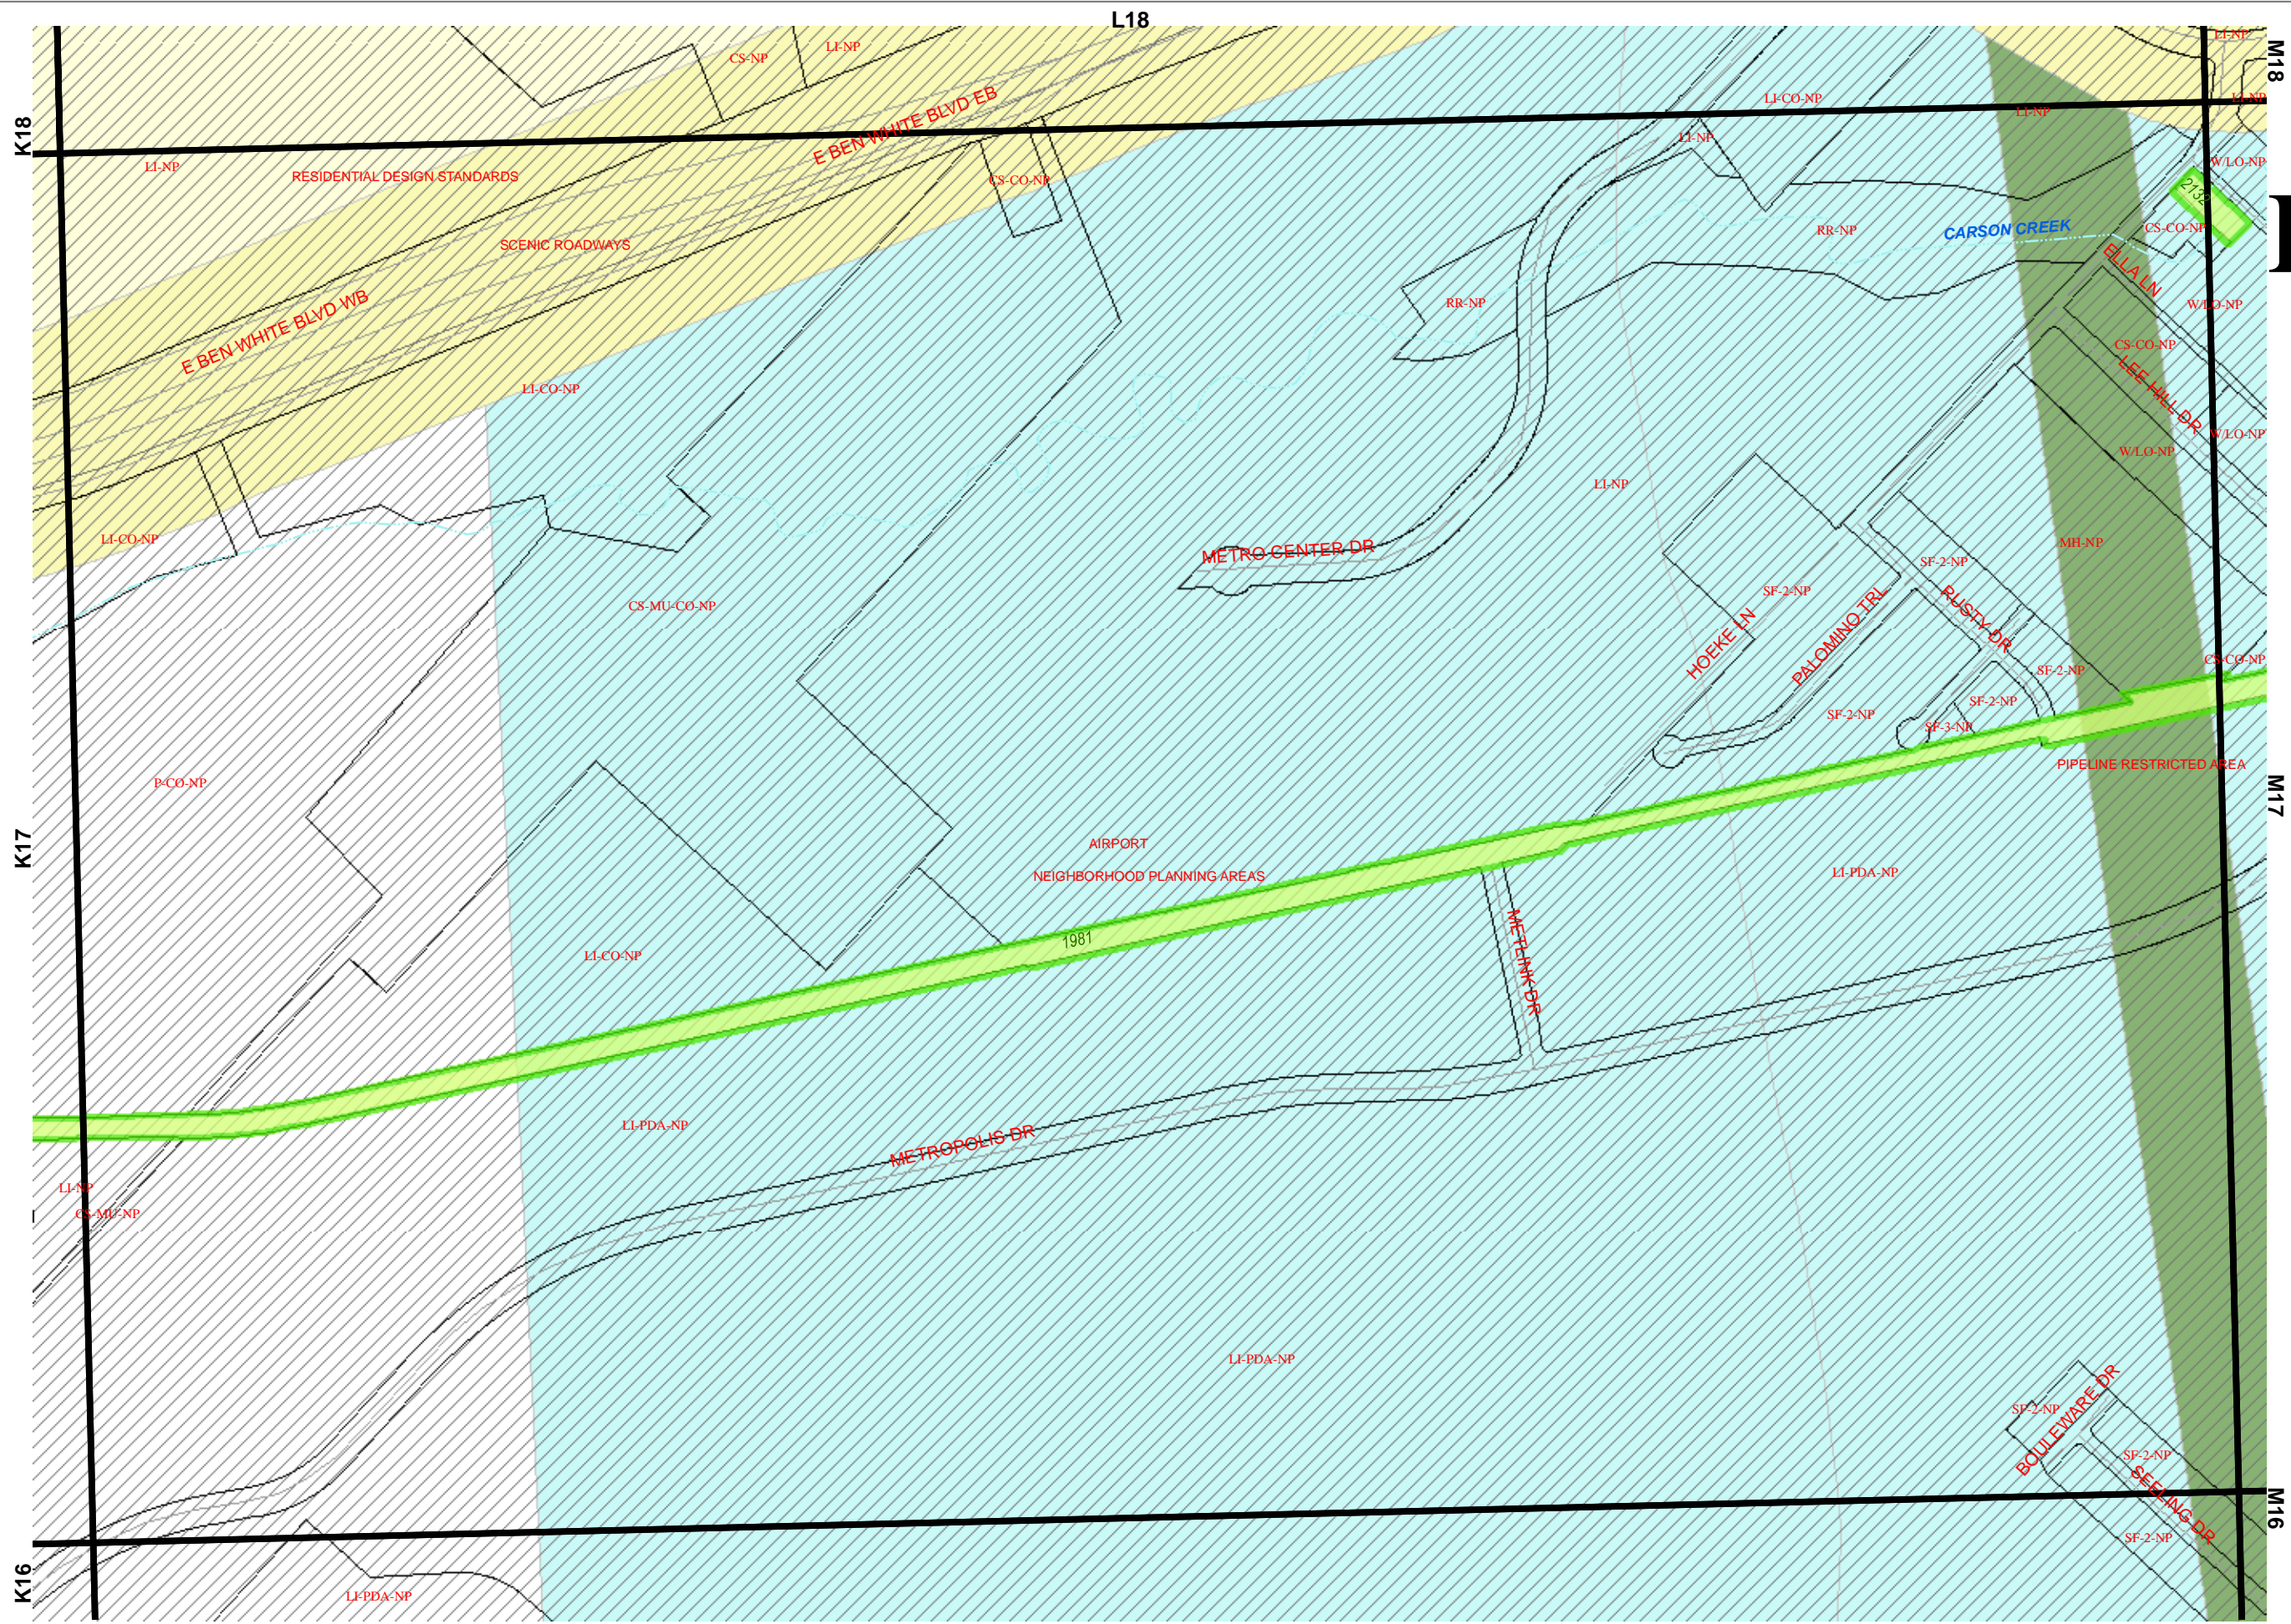 L18
K18
M18
CS-NP
LI-NP
LI-NP
E BEN WHITE BLVD EB
LI-CO-NP
LI-NP
LI-NP
LI-NP
LI-NP
RESIDENTIAL DESIGN STANDARDS
CS-CO-NP
W/LO-NP
2132
SCENIC ROADWAYS
RR-NP
CARSON CREEK
CS-CO-NP
ELLA LN
E BEN WHITE BLVD WB
RR-NP
W/LO-NP
CS-CO-NP
LEE HILL DR
LI-CO-NP
W/LO-NP
W/LO-NP
LI-NP
LI-CO-NP
METRO CENTER DR
MH-NP
SF-2-NP
SF-2-NP
CS-MU-CO-NP
HOEKE LN
PALOMINO TRL
RUSTY DR
CS-CO-NP
SF-2-NP
SF-2-NP
SF-2-NP
SF-3-NP
P-CO-NP
PIPELINE RESTRICTED AREA
K17
M17
AIRPORT
NEIGHBORHOOD PLANNING AREAS
LI-PDA-NP
1981
LI-CO-NP
METLINK DR
LI-PDA-NP
METROPOLIS DR
LI-NP
CS-MU-NP
LI-PDA-NP
BOULEWARE DR
SF-2-NP
SF-2-NP
SEELING DR
M16
SF-2-NP
K16
LI-PDA-NP